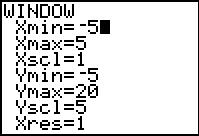 WINDOW
Xmin=-5
Xmax=5
Xscl=1
Ymin=-5
Ymax=20
Yscl=5
Xres=1